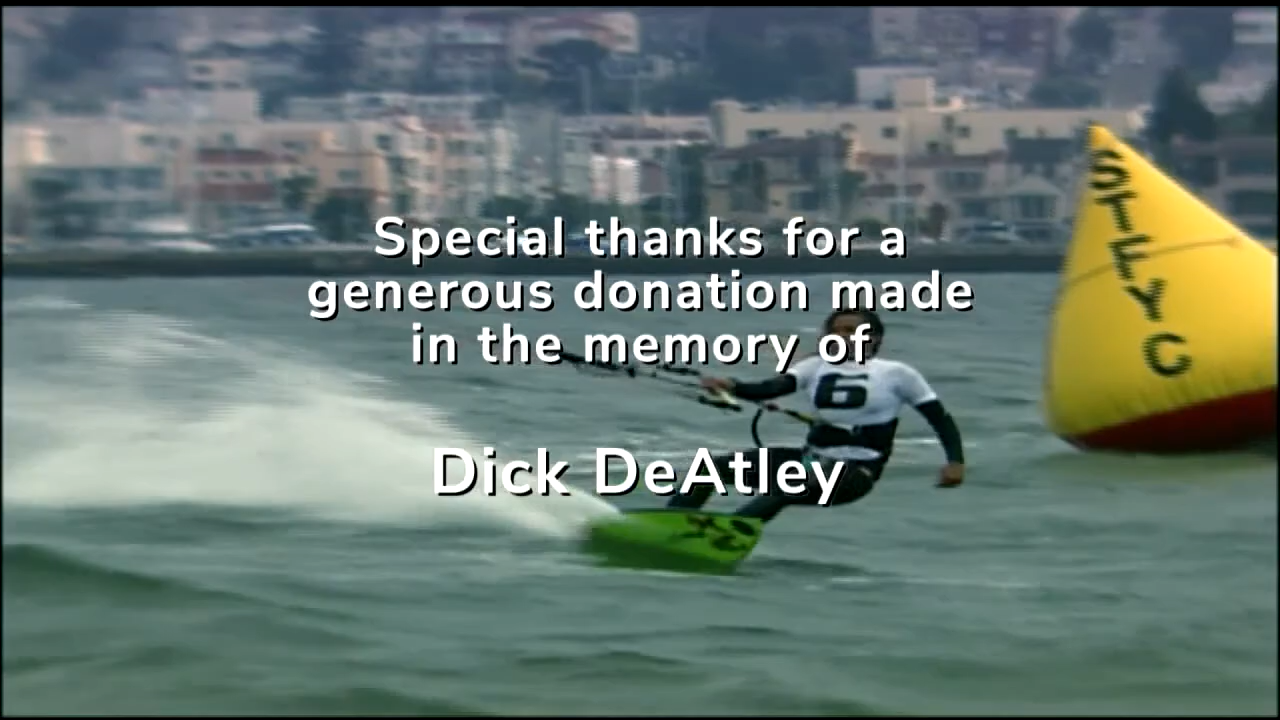 Special thanks for a
generous donation made
in the memory of
Dick DeAtley
6
STFYC